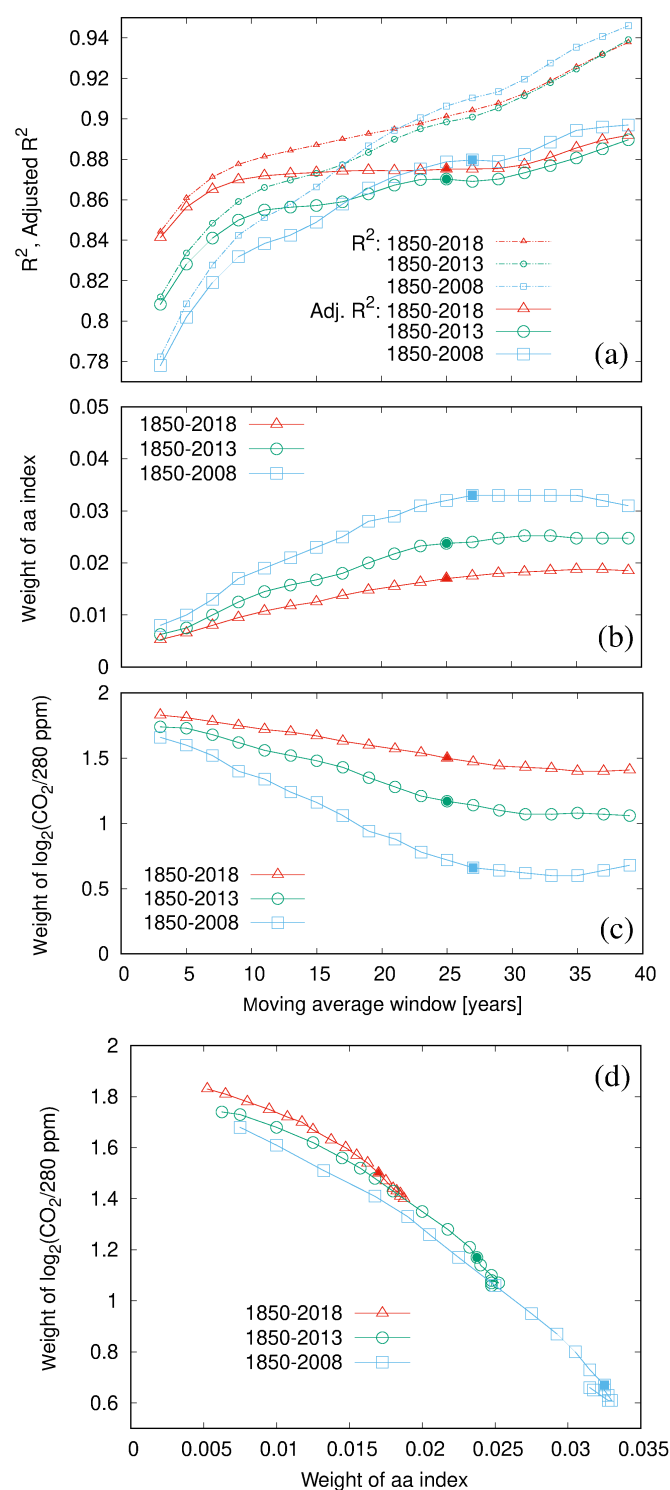 0.94
0.92
0.9
0.88
0.86
0.84
0.82
0.8
0.78
R², Adjusted R²
R²: 1850-2018
1850-2013
1850-2008
Adj. R²: 1850-2018
1850-2013
1850-2008
(a)
0.05
0.04
0.03
0.02
0.01
0
Weight of aa index
1850-2018
1850-2013
1850-2008
(b)
2
1.5
1
0.5
0
Weight of log₂(CO₂/280 ppm)
1850-2018
1850-2013
1850-2008
(c)
0 5 10 15 20 25 30 35 40
Moving average window [years]
2
1.8
1.6
1.4
1.2
1
0.8
0.6
Weight of log₂(CO₂/280 ppm)
(d)
1850-2018
1850-2013
1850-2008
0 0.005 0.01 0.015 0.02 0.025 0.03 0.035
Weight of aa index